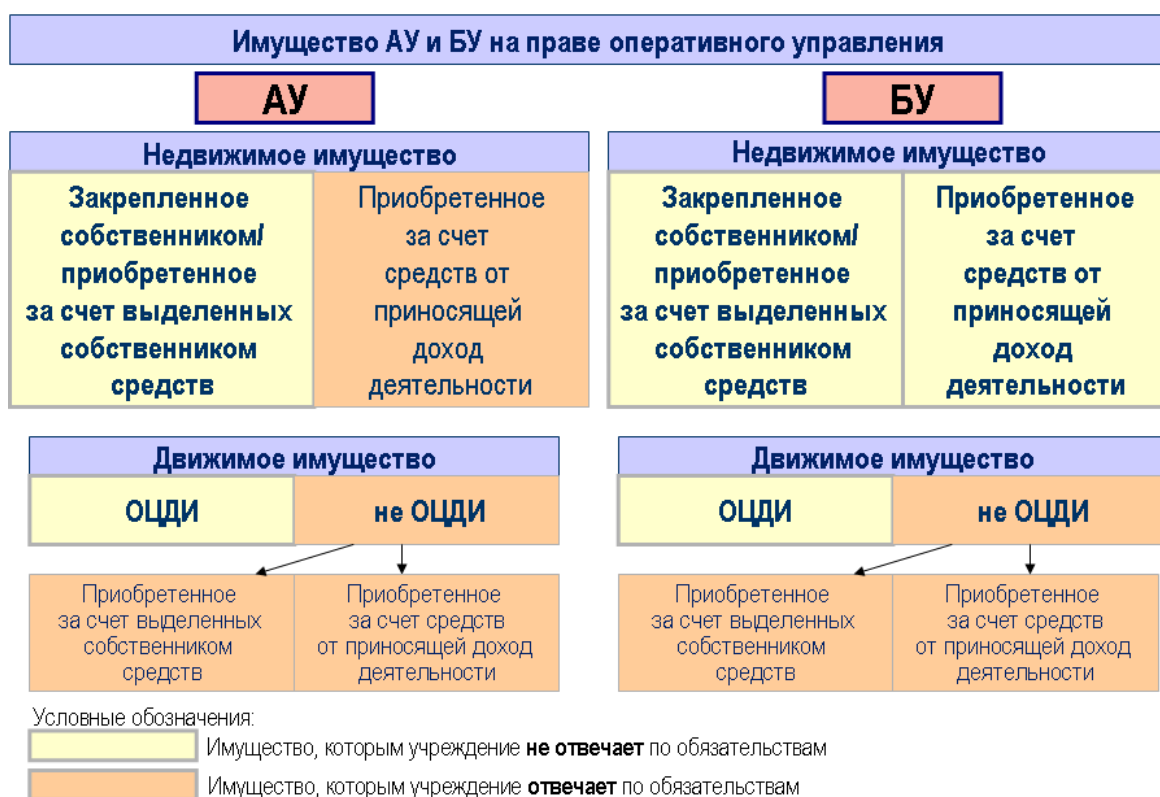 Имущество АУ и БУ на праве оперативного управления
АУ
Недвижимое имущество
Закрепленное
собственником/
приобретенное
за счет выделенных
собственником
средств
Приобретенное
за счет
средств от
приносящей
доход
деятельности
Движимое имущество
ОЦДИ
не ОЦДИ
Приобретенное
за счет выделенных
собственником
средств
Приобретенное
за счет средств
от приносящей доход
деятельности
БУ
Недвижимое имущество
Закрепленное
собственником/
приобретенное
за счет выделенных
собственником
средств
Приобретенное
за счет
средств от
приносящей
доход
деятельности
Движимое имущество
ОЦДИ
не ОЦДИ
Приобретенное
за счет выделенных
собственником
средств
Приобретенное
за счет средств
от приносящей доход
деятельности
Условные обозначения:
Имущество, которым учреждение не отвечает по обязательствам
Имущество, которым учреждение отвечает по обязательствам